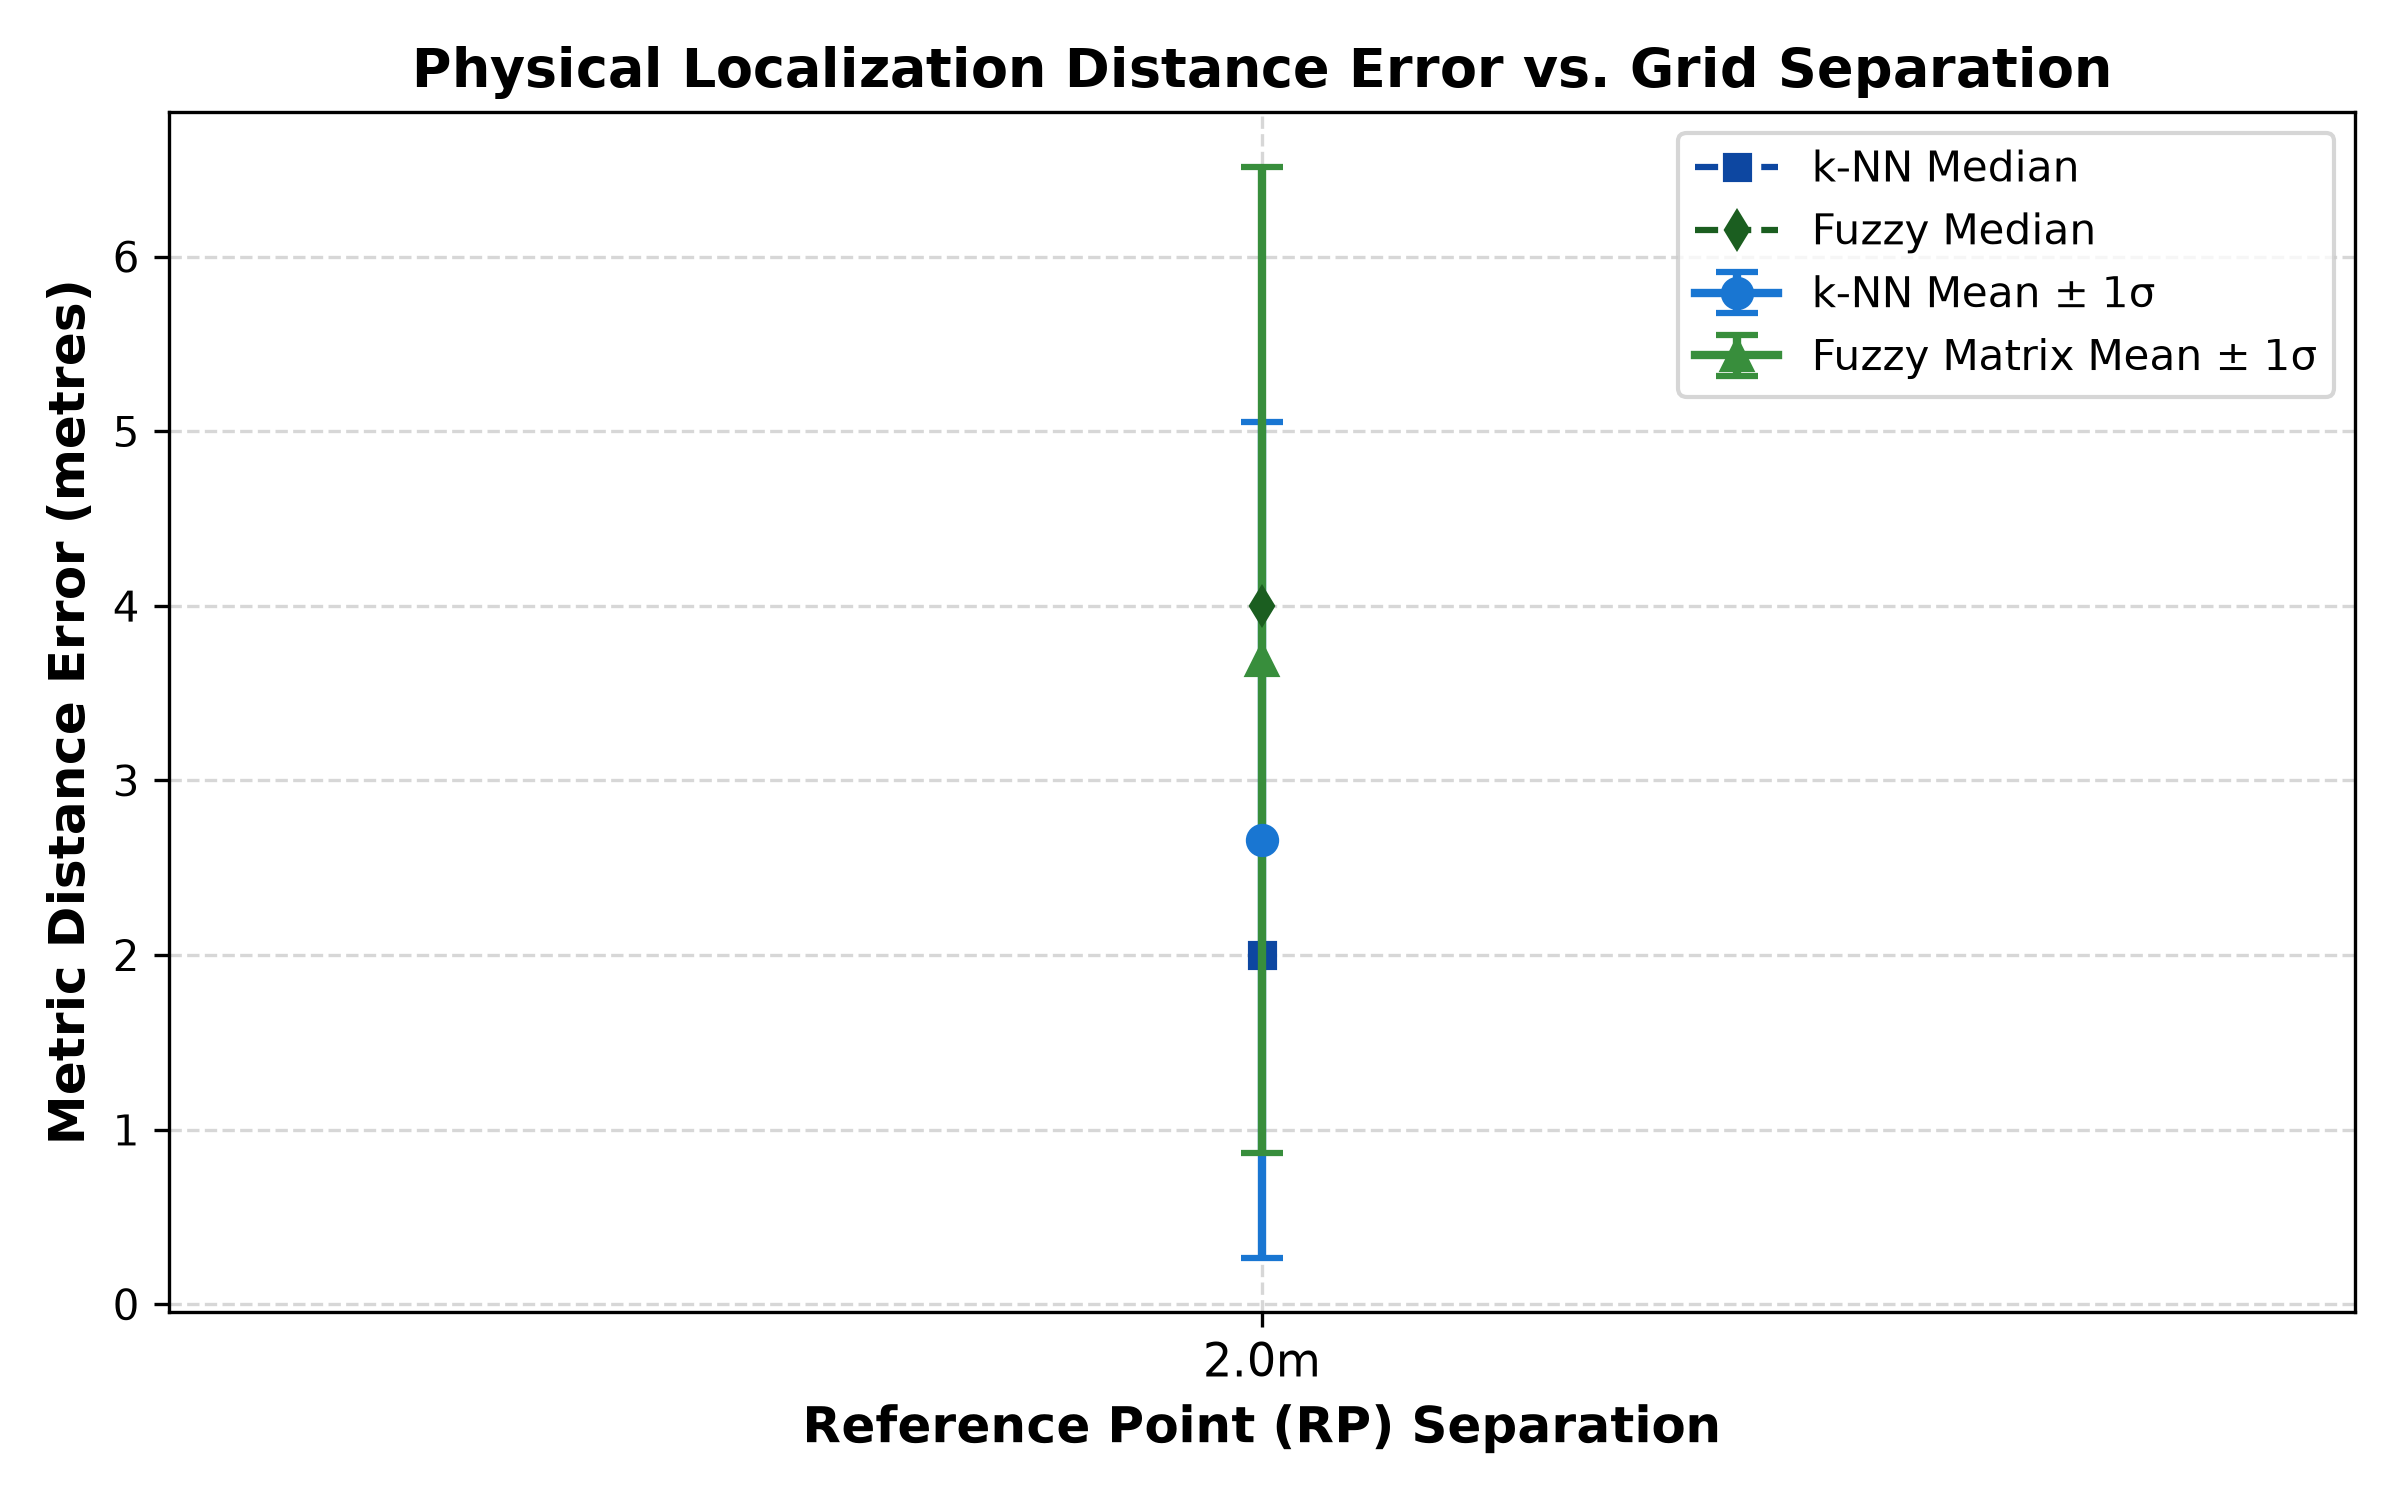 Physical Localization Distance Error vs. Grid Separation
k-NN Median
Fuzzy Median
k-NN Mean ± 1σ
Fuzzy Matrix Mean ± 1σ
Metric Distance Error (metres)
6
5
4
3
2
1
0
2.0m
Reference Point (RP) Separation